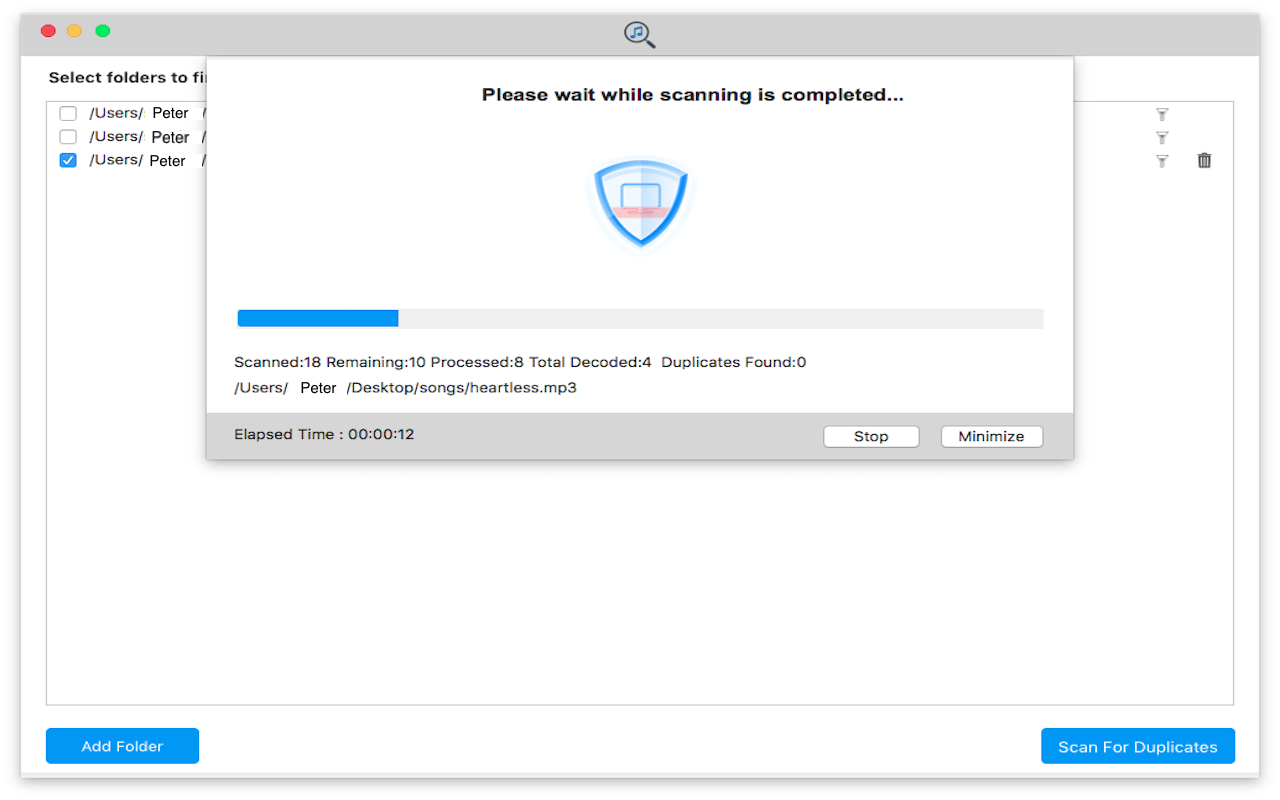 Select folders to fi
Please wait while scanning is completed...
/Users/ Peter /
/Users/ Peter /
/Users/ Peter /
Scanned:18 Remaining:10 Processed:8 Total Decoded:4 Duplicates Found:0
/Users/ Peter /Desktop/songs/heartless.mp3
Elapsed Time : 00:00:12
Stop
Minimize
Add Folder
Scan For Duplicates